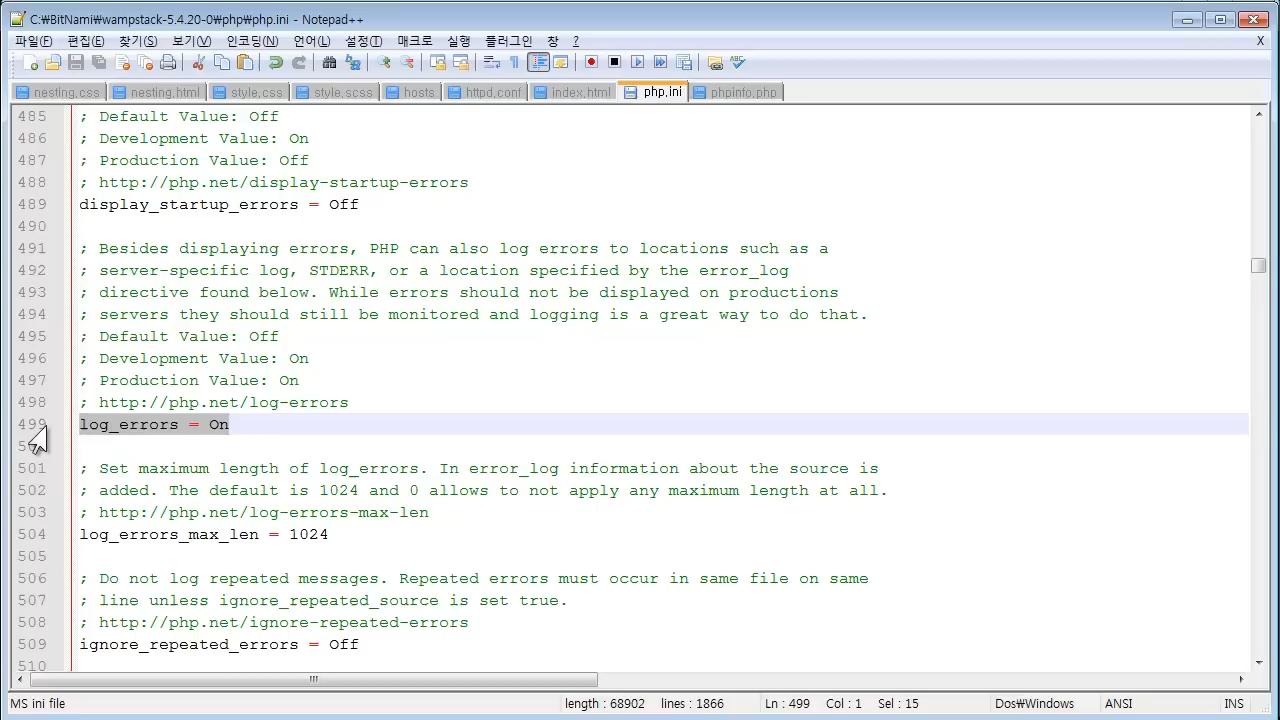 C:₩BitNami₩wampstack-5.4.20-0₩php₩php.ini - Notepad++
파일(F) 편집(E) 찾기(S) 보기(V) 인코딩(N) 언어(L) 설정(T) 매크로 실행 플러그인 창 ? X
nesting.css nesting.html style.css style.scss hosts httpd.conf index.html php.ini phpinfo.php
485 ; Default Value: Off
486 ; Development Value: On
487 ; Production Value: Off
488 ; http://php.net/display-startup-errors
489 display_startup_errors = Off
490
491 ; Besides displaying errors, PHP can also log errors to locations such as a
492 ; server-specific log, STDERR, or a location specified by the error_log
493 ; directive found below. While errors should not be displayed on productions
494 ; servers they should still be monitored and logging is a great way to do that.
495 ; Default Value: Off
496 ; Development Value: On
497 ; Production Value: On
498 ; http://php.net/log-errors
499 log_errors = On
501 ; Set maximum length of log_errors. In error_log information about the source is
502 ; added. The default is 1024 and 0 allows to not apply any maximum length at all.
503 ; http://php.net/log-errors-max-len
504 log_errors_max_len = 1024
505
506 ; Do not log repeated messages. Repeated errors must occur in same file on same
507 ; line unless ignore_repeated_source is set true.
508 ; http://php.net/ignore-repeated-errors
509 ignore_repeated_errors = Off
510
MS ini file length : 68902 lines : 1866 Ln : 499 Col : 1 Sel : 15 Dos₩Windows ANSI INS